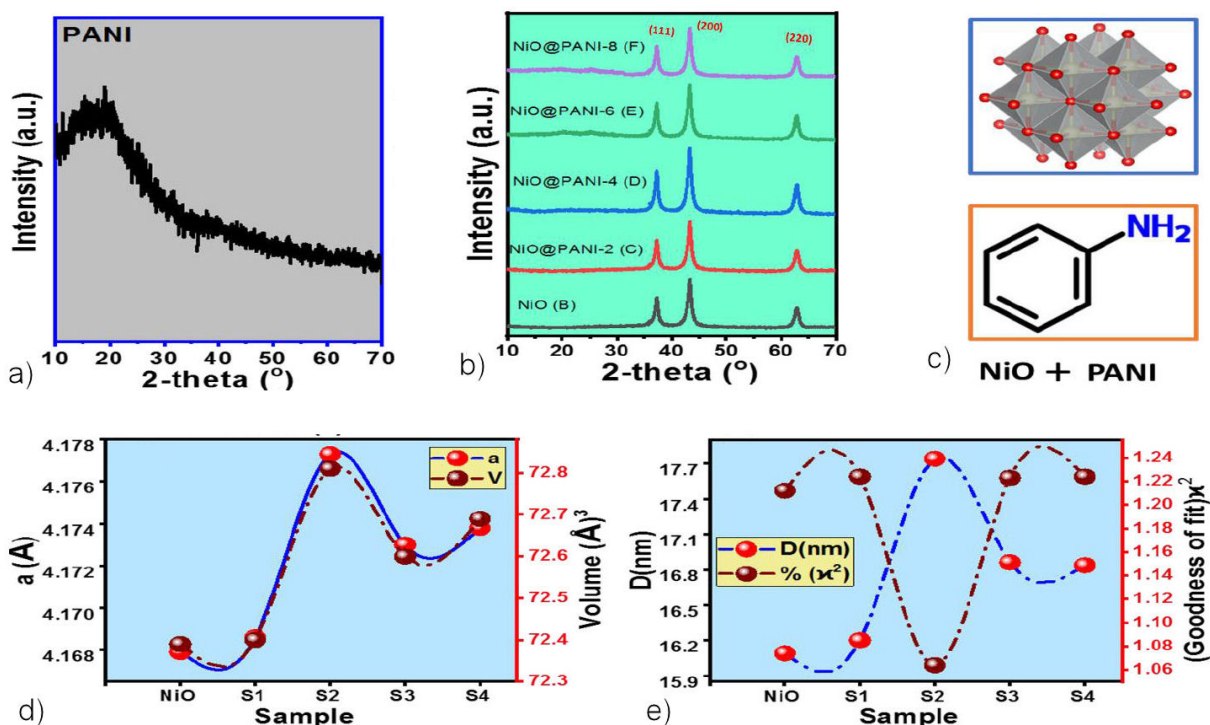 PANI
Intensity (a.u.)
10 20 30 40 50 60 70
2-theta (°)
a)
(111) (200) (220)
NiO@PANI-8 (F)
NiO@PANI-6 (E)
NiO@PANI-4 (D)
NiO@PANI-2 (C)
NiO (B)
Intensity (a.u.)
10 20 30 40 50 60 70
2-theta (°)
b)
NH2
c)
NiO + PANI
4.178
4.176
4.174
4.172
4.170
4.168
a (Å)
a
V
72.8
72.7
72.6
72.5
72.4
72.3
Volume (Å)³
NiO S1 S2 S3 S4
Sample
d)
17.7
17.4
17.1
16.8
16.5
16.2
15.9
D(nm)
D(nm)
% (ϰ²)
1.24
1.22
1.20
1.18
1.16
1.14
1.12
1.10
1.08
1.06
(Goodness of fit)ϰ²
NiO S1 S2 S3 S4
Sample
e)